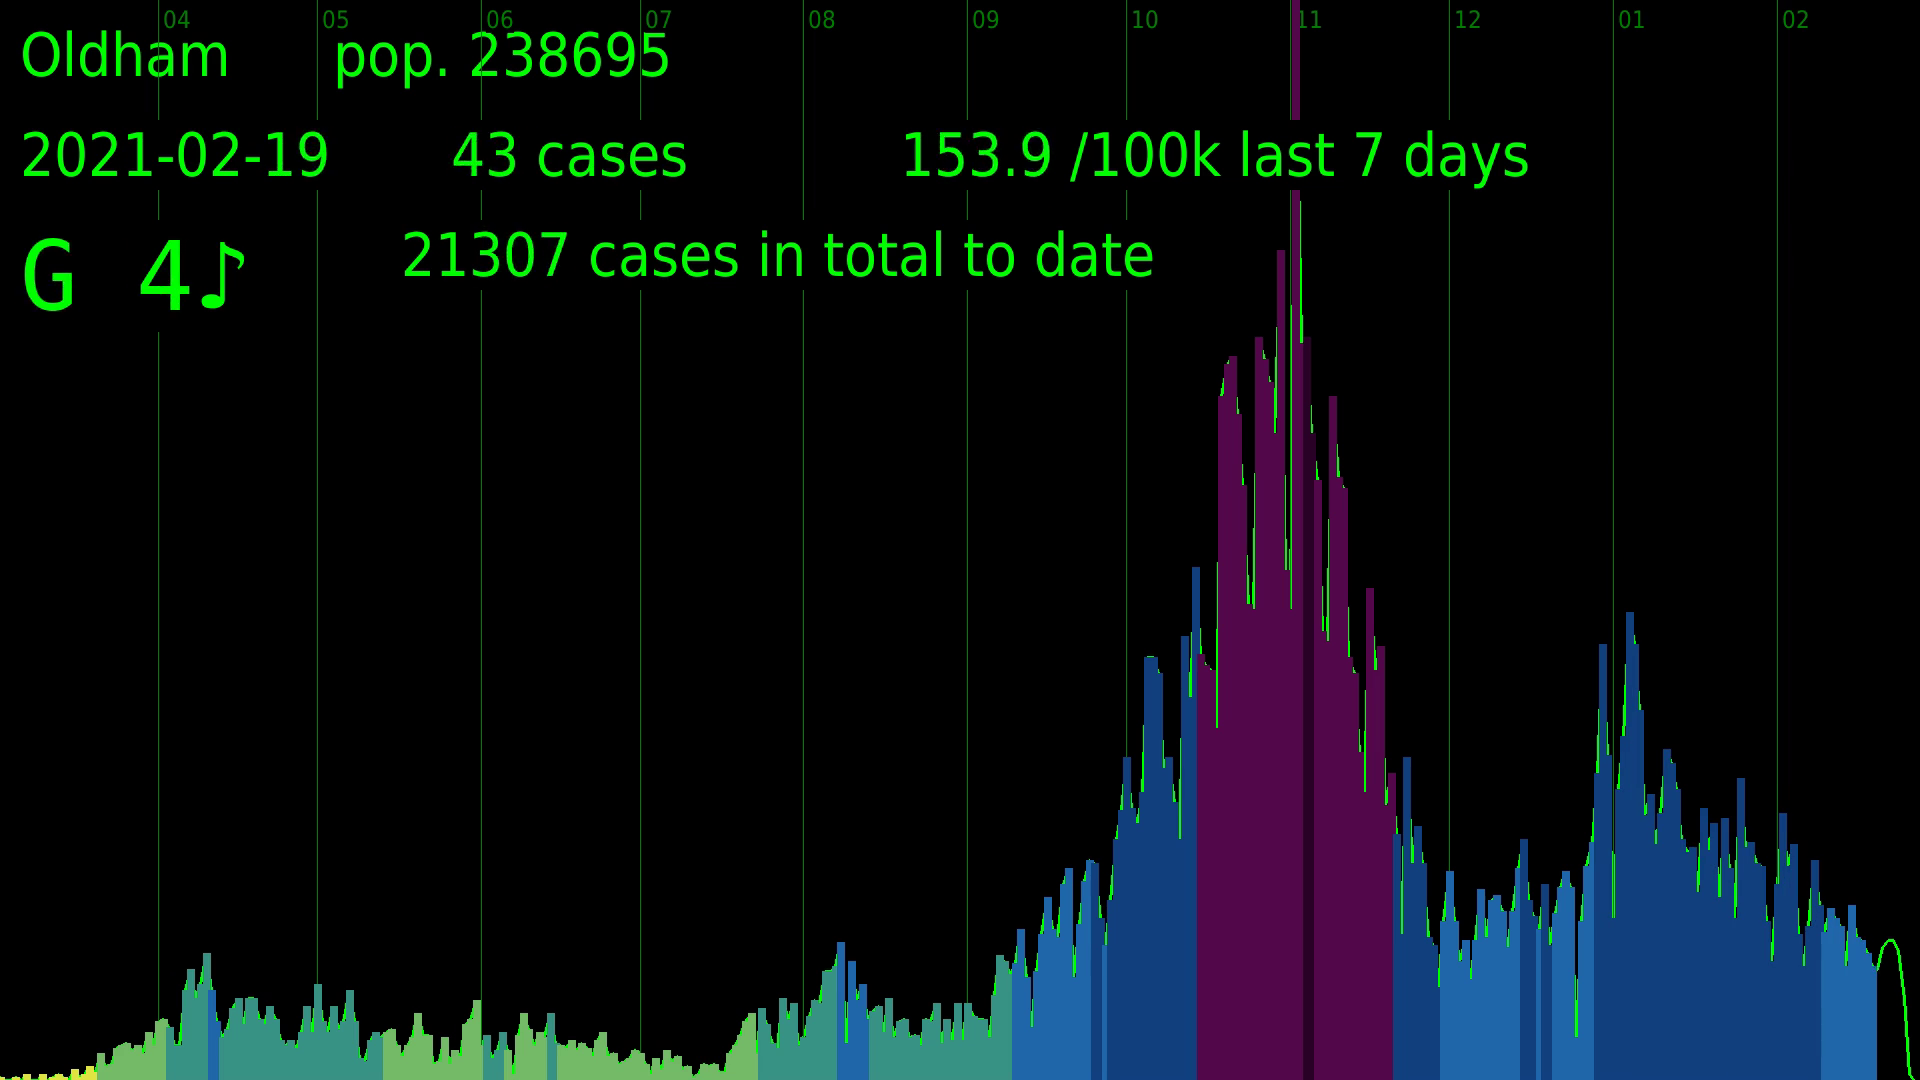 04 05 06 07 08 09 10 11 12 01 02
Oldham pop. 238695
2021-02-19 43 cases 153.9 /100k last 7 days
G 4♪ 21307 cases in total to date